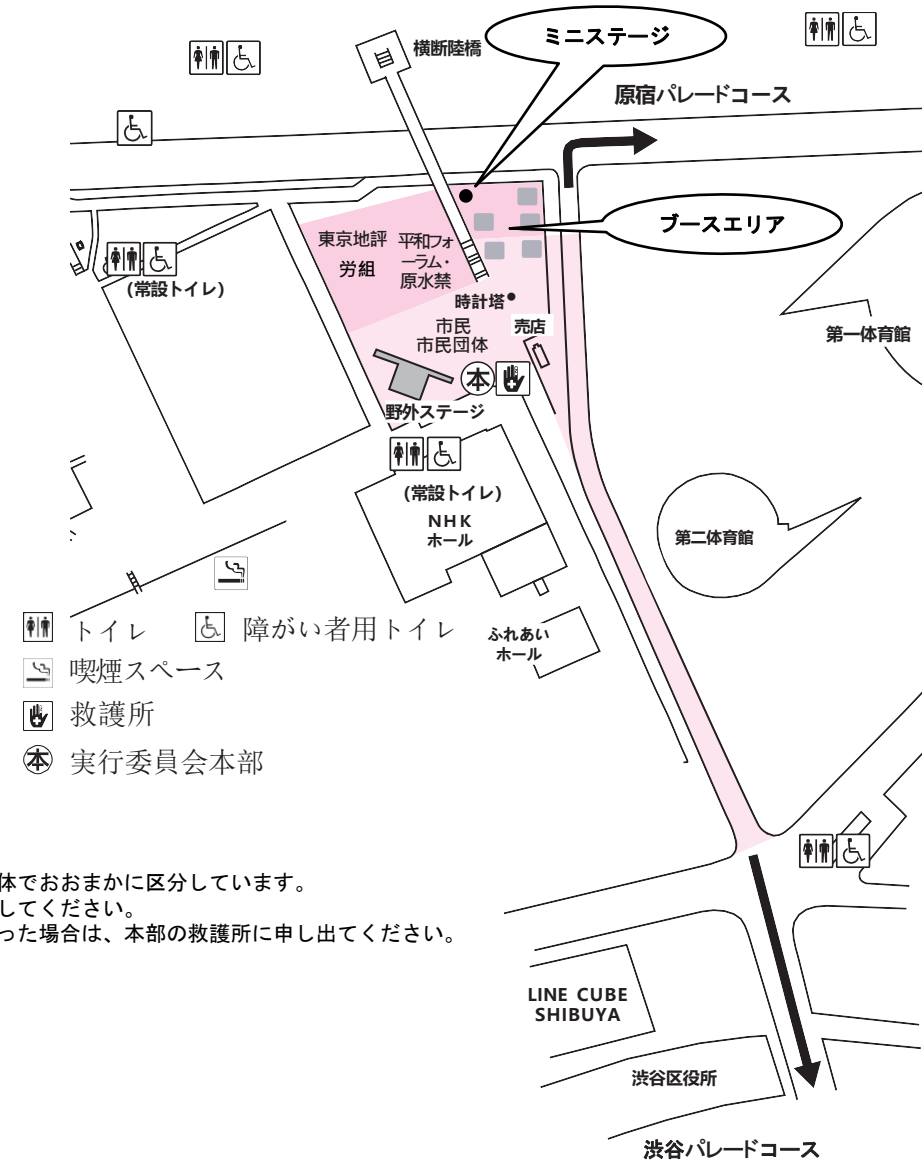 横断陸橋
ミニステージ
原宿パレードコース
ブースエリア
東京地評
労組
平和フォ
ーラム・
原水禁
(常設トイレ)
時計塔
市民
市民団体
売店
第一体育館
本
野外ステージ
(常設トイレ)
NHK
ホール
第二体育館
ふれあい
ホール
トイレ
障がい者用トイレ
喫煙スペース
救護所
本 実行委員会本部
体でおおまかに区分しています。
してください。
った場合は、本部の救護所に申し出てください。
LINE CUBE
SHIBUYA
渋谷区役所
渋谷パレードコース